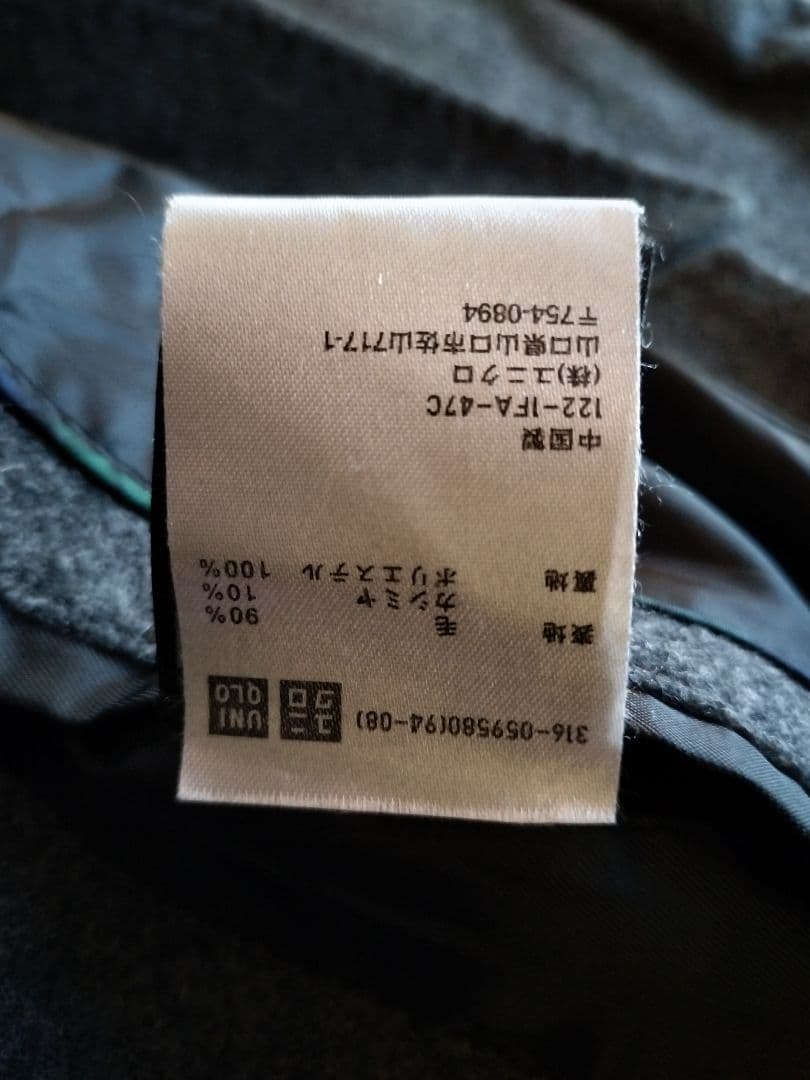 316-059580(94-08)
ユニクロ
UNIQLO
表地 毛 90%
カシミヤ 10%
裏地 ポリエステル 100%
中国製
122-1FA-47C
(株)ユニクロ
山口県山口市佐山717-1
〒754-0894